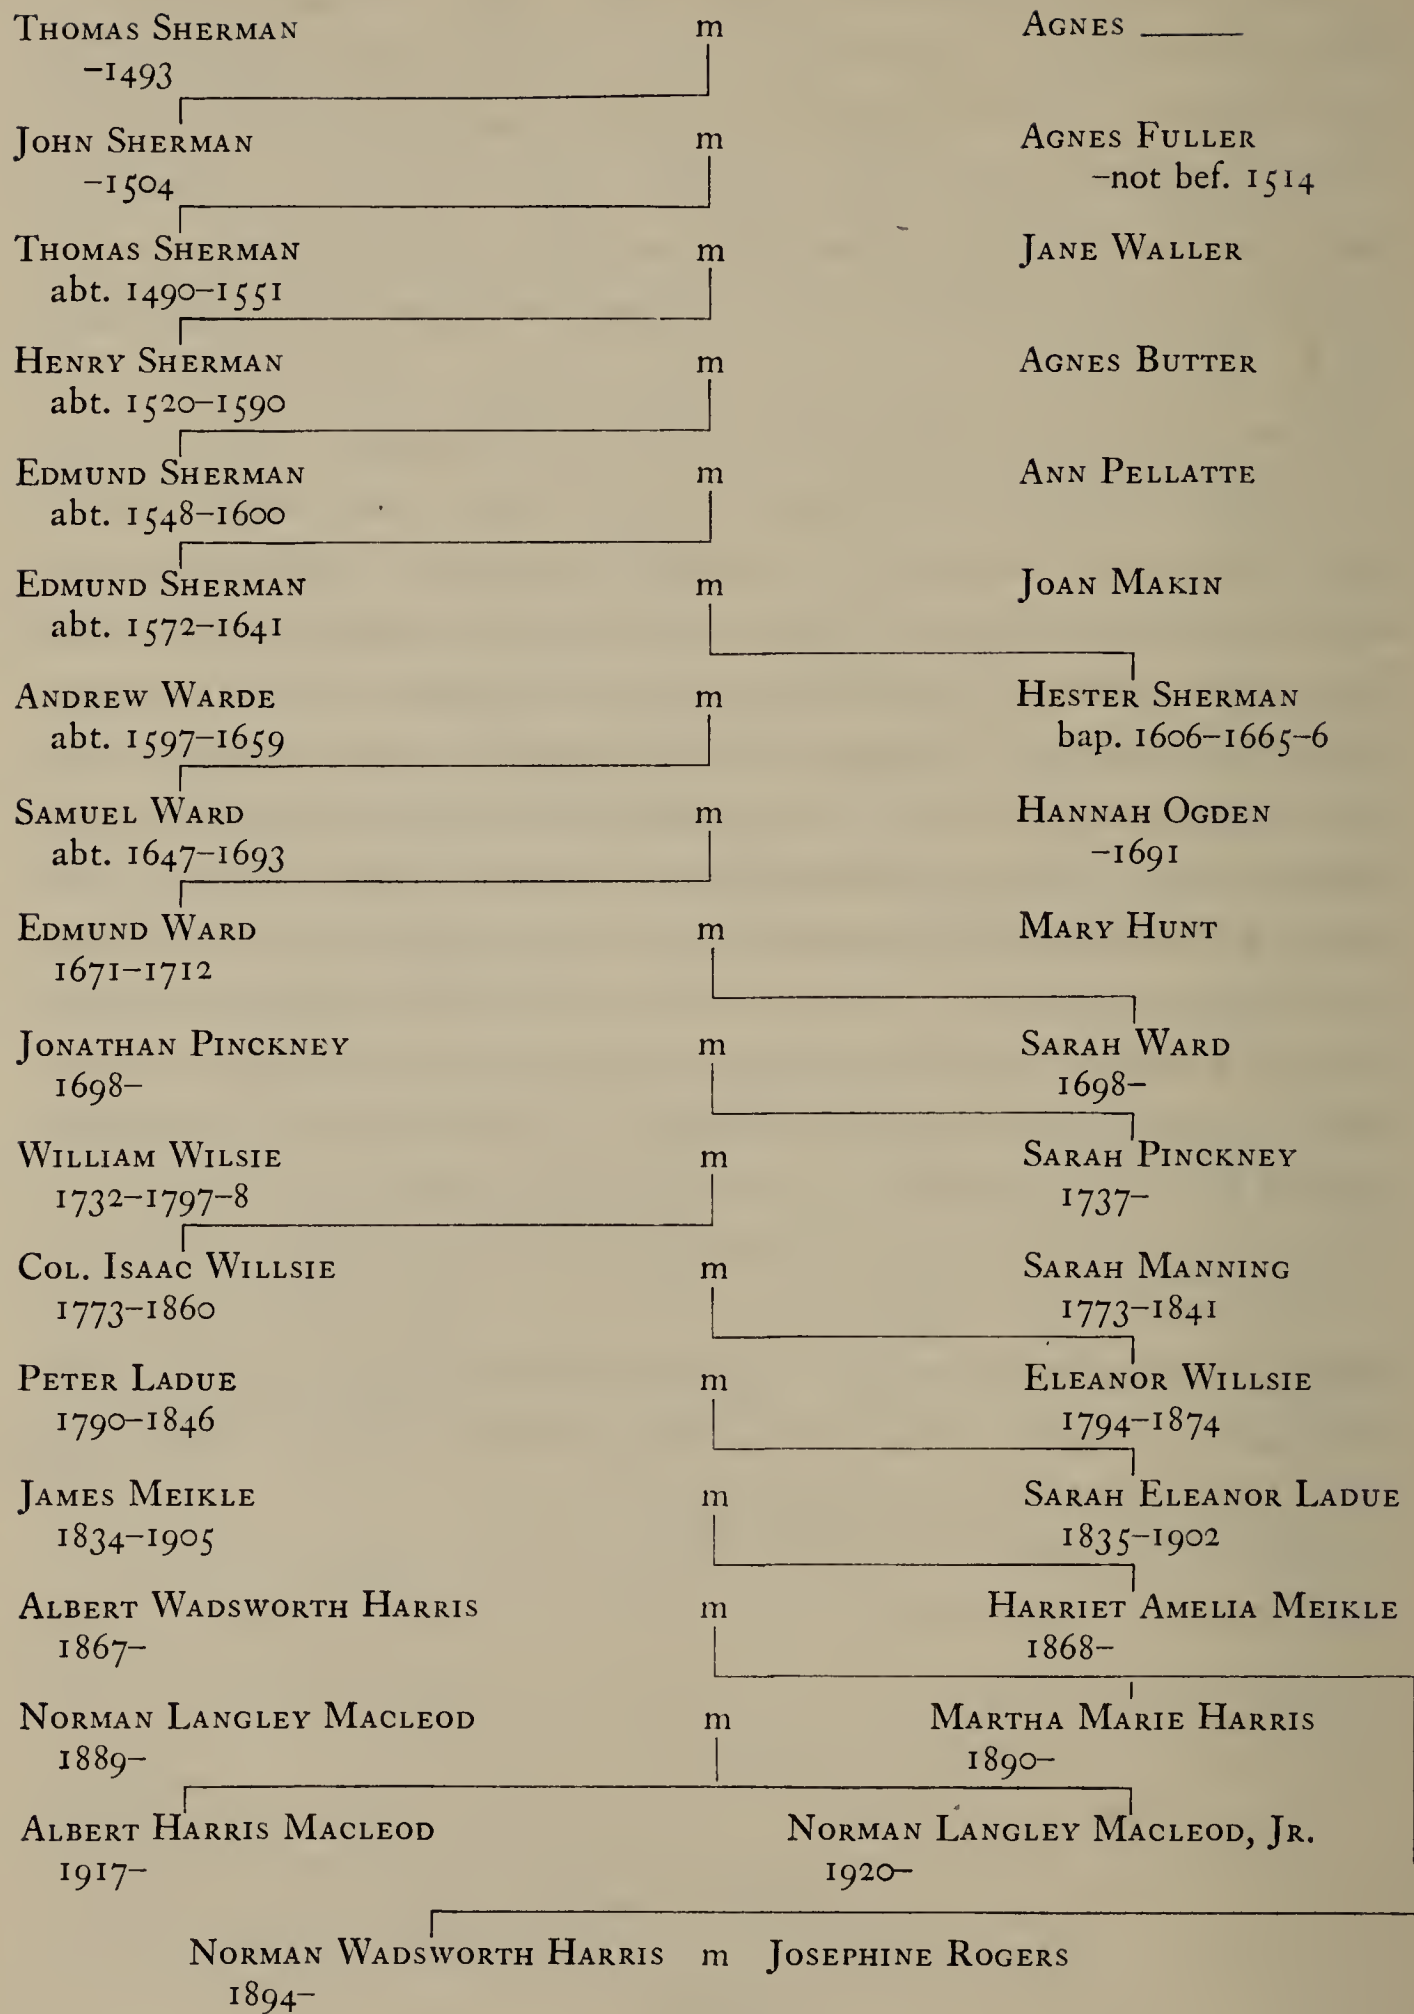 Thomas Sherman m Agnes ______
–1493
John Sherman m Agnes Fuller
–1504 –not bef. 1514
Thomas Sherman m Jane Waller
abt. 1490–1551
Henry Sherman m Agnes Butter
abt. 1520–1590
Edmund Sherman m Ann Pellatte
abt. 1548–1600
Edmund Sherman m Joan Makin
abt. 1572–1641
Andrew Warde m Hester Sherman
abt. 1597–1659 bap. 1606–1665–6
Samuel Ward m Hannah Ogden
abt. 1647–1693 –1691
Edmund Ward m Mary Hunt
1671–1712
Jonathan Pinckney m Sarah Ward
1698– 1698–
William Wilsie m Sarah Pinckney
1732–1797–8 1737–
Col. Isaac Willsie m Sarah Manning
1773–1860 1773–1841
Peter Ladue m Eleanor Willsie
1790–1846 1794–1874
James Meikle m Sarah Eleanor Ladue
1834–1905 1835–1902
Albert Wadsworth Harris m Harriet Amelia Meikle
1867– 1868–
Norman Langley Macleod m Martha Marie Harris
1889– 1890–
Albert Harris Macleod Norman Langley Macleod, Jr.
1917– 1920–
Norman Wadsworth Harris m Josephine Rogers
1894–